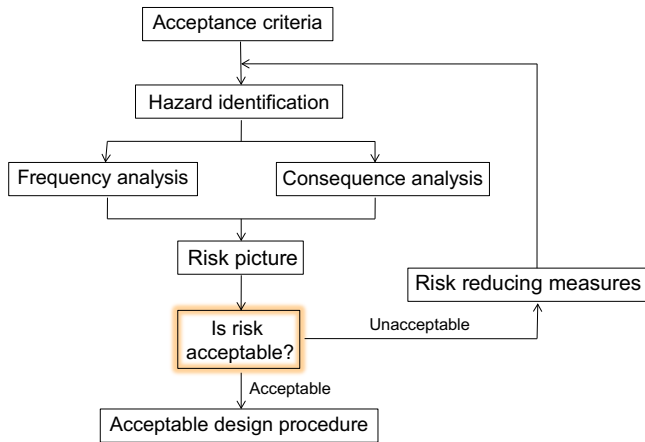 Acceptance criteria
Hazard identification
Frequency analysis
Consequence analysis
Risk picture
Risk reducing measures
Is risk
acceptable?
Unacceptable
Acceptable
Acceptable design procedure